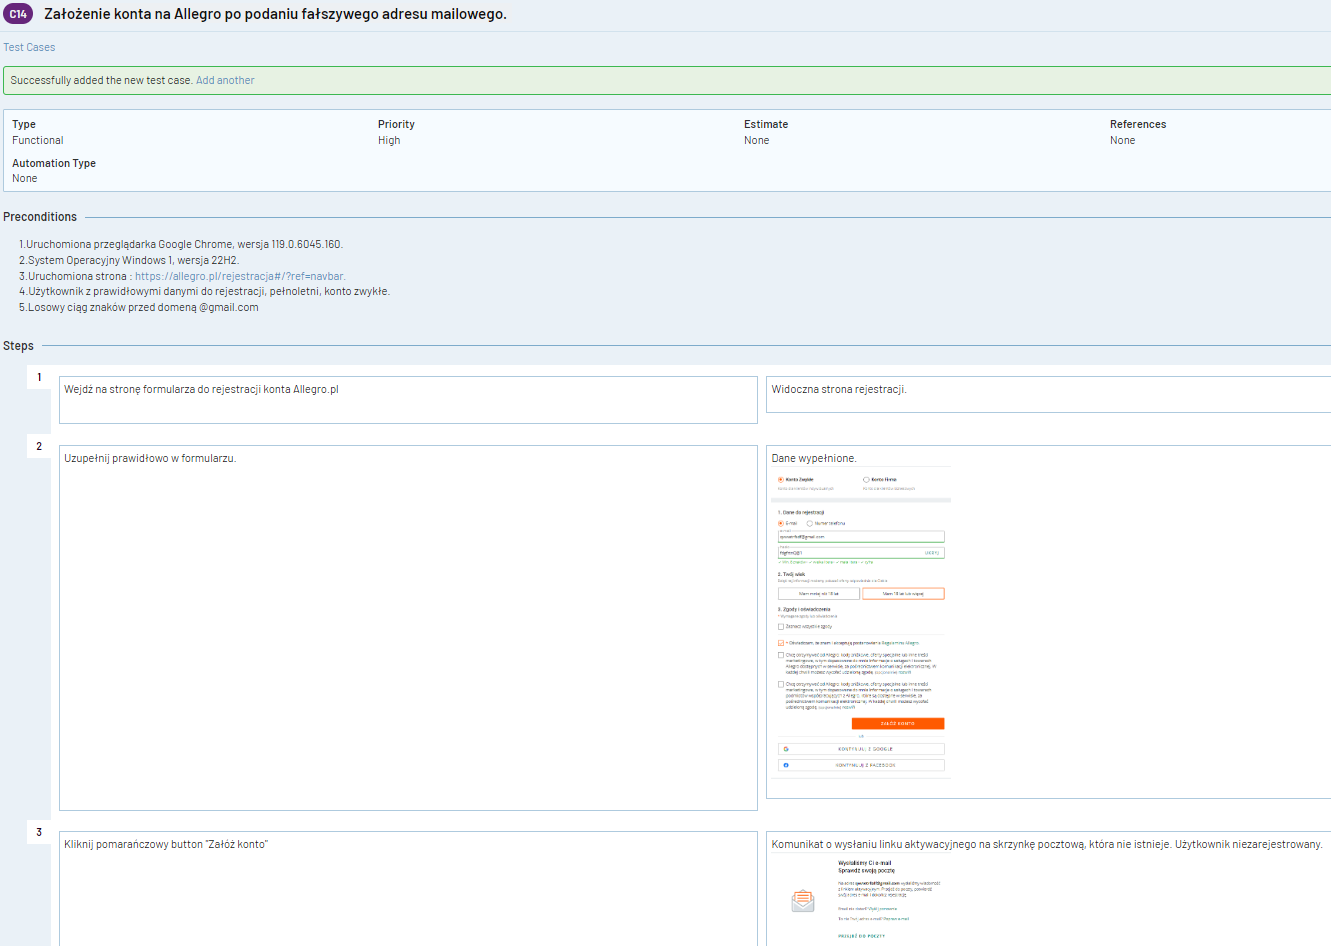 C14 Założenie konta na Allegro po podaniu fałszywego adresu mailowego.
Test Cases
Successfully added the new test case. Add another
Type
Functional
Priority
High
Estimate
None
References
None
Automation Type
None
Preconditions
1.Uruchomiona przeglądarka Google Chrome, wersja 119.0.6045.160.
2.System Operacyjny Windows 1, wersja 22H2.
3.Uruchomiona strona : https://allegro.pl/rejestracja#/?ref=navbar.
4.Użytkownik z prawidłowymi danymi do rejestracji, pełnoletni, konto zwykłe.
5.Losowy ciąg znaków przed domeną @gmail.com
Steps
1
Wejdź na stronę formularza do rejestracji konta Allegro.pl
Widoczna strona rejestracji.
2
Uzupełnij prawidłowo w formularzu.
Dane wypełnione.
Konto Zwykłe
Konto Firma
1. Dane do rejestracji
E-mail
Numer telefonu
2. Twój wiek
Mam mniej niż 18 lat
Mam 18 lat lub więcej
3. Zgody i oświadczenia
Zaznacz wszystkie zgody
* Oświadczam, że znam i akceptuję postanowienia Regulaminu Allegro
ZAŁÓŻ KONTO
LUB
KONTYNUUJ Z GOOGLE
KONTYNUUJ Z FACEBOOK
3
Kliknij pomarańczowy button "Załóż konto"
Komunikat o wysłaniu linku aktywacyjnego na skrzynkę pocztową, która nie istnieje. Użytkownik niezarejestrowany.
Wysłaliśmy Ci e-mail
Sprawdź swoją pocztę
PRZEJDŹ DO POCZTY